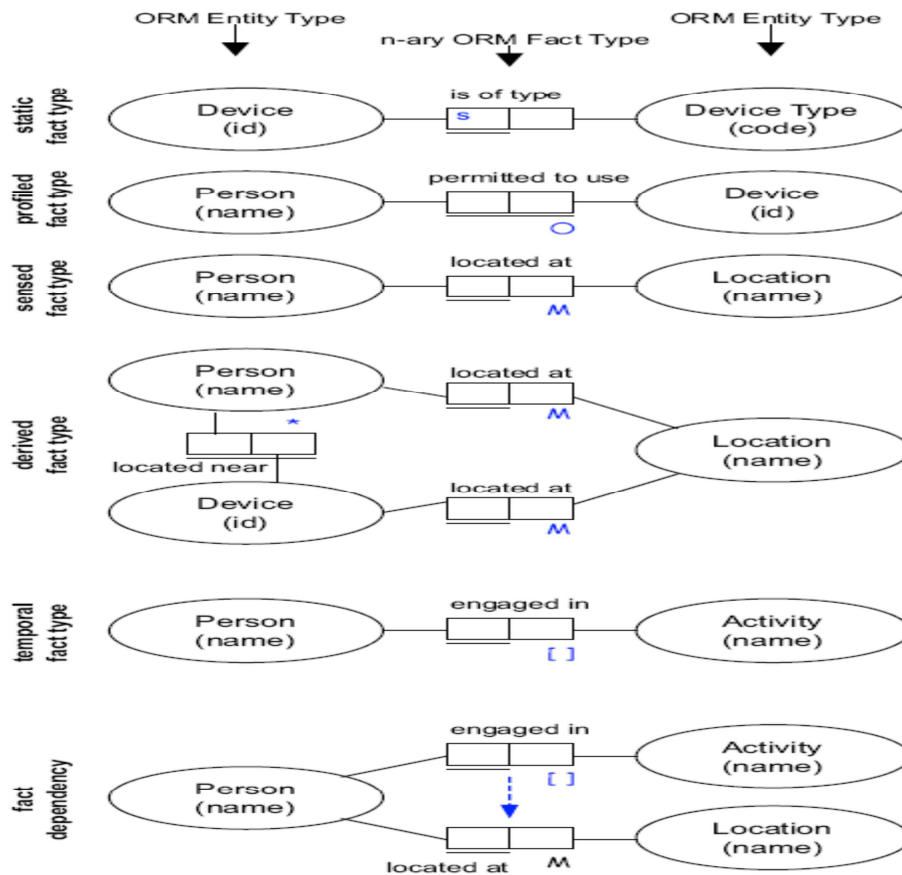 ORM Entity Type
ORM Entity Type
n-ary ORM Fact Type
static
fact type
Device
(id)
is of type
s
Device Type
(code)
profiled
fact type
Person
(name)
permitted to use
Device
(id)
sensed
fact type
Person
(name)
located at
Location
(name)
derived
fact type
Person
(name)
located at
*
located near
Location
(name)
Device
(id)
located at
temporal
fact type
Person
(name)
engaged in
[ ]
Activity
(name)
fact
dependency
Person
(name)
engaged in
[ ]
Activity
(name)
located at
Location
(name)